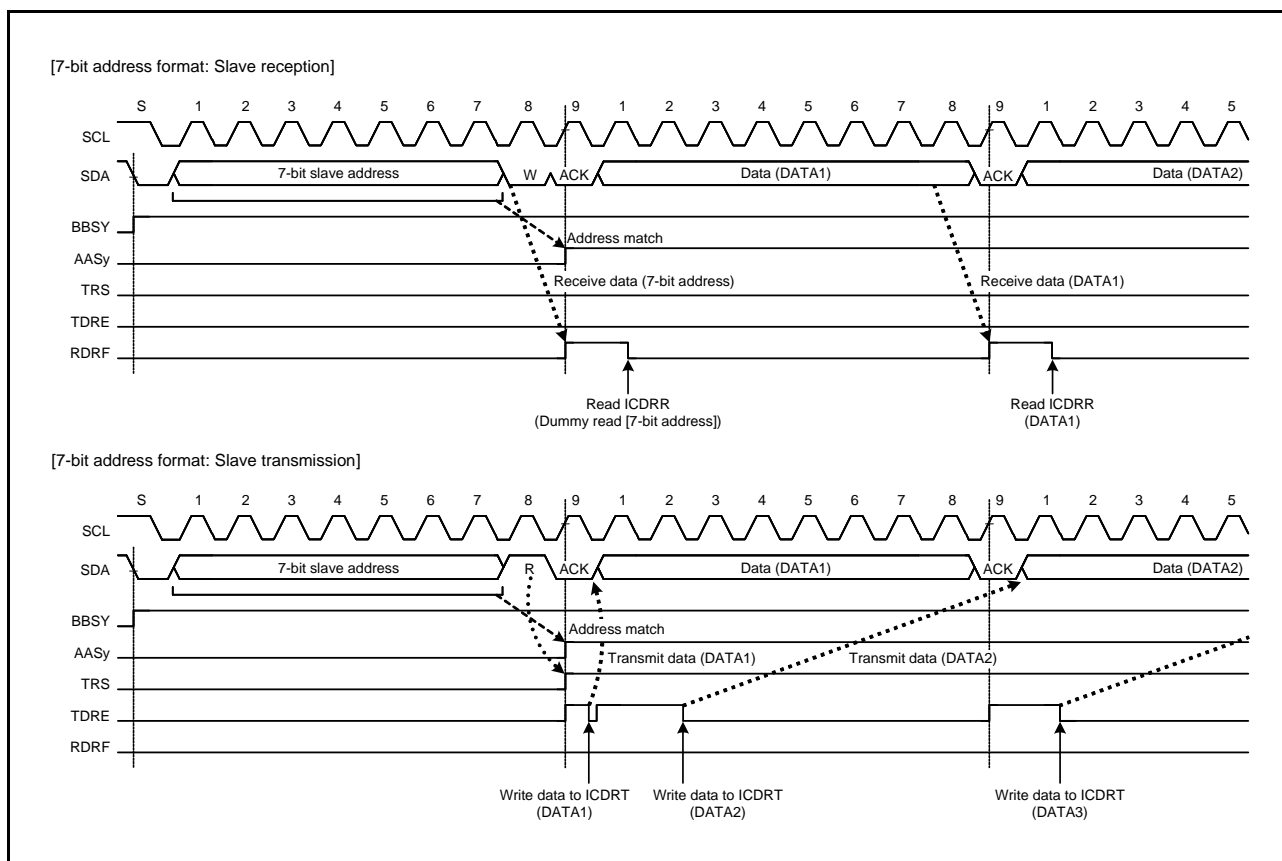 [7-bit address format: Slave reception]
S 1 2 3 4 5 6 7 8 9 1 2 3 4 5 6 7 8 9 1 2 3 4 5
SCL
SDA 7-bit slave address W ACK Data (DATA1) ACK Data (DATA2)
BBSY
Address match
AASy
Receive data (7-bit address) Receive data (DATA1)
TRS
TDRE
RDRF
Read ICDRR Read ICDRR
(Dummy read [7-bit address]) (DATA1)
[7-bit address format: Slave transmission]
S 1 2 3 4 5 6 7 8 9 1 2 3 4 5 6 7 8 9 1 2 3 4 5
SCL
SDA 7-bit slave address R ACK Data (DATA1) ACK Data (DATA2)
BBSY
Address match
AASy
Transmit data (DATA1) Transmit data (DATA2)
TRS
TDRE
RDRF
Write data to ICDRT Write data to ICDRT Write data to ICDRT
(DATA1) (DATA2) (DATA3)